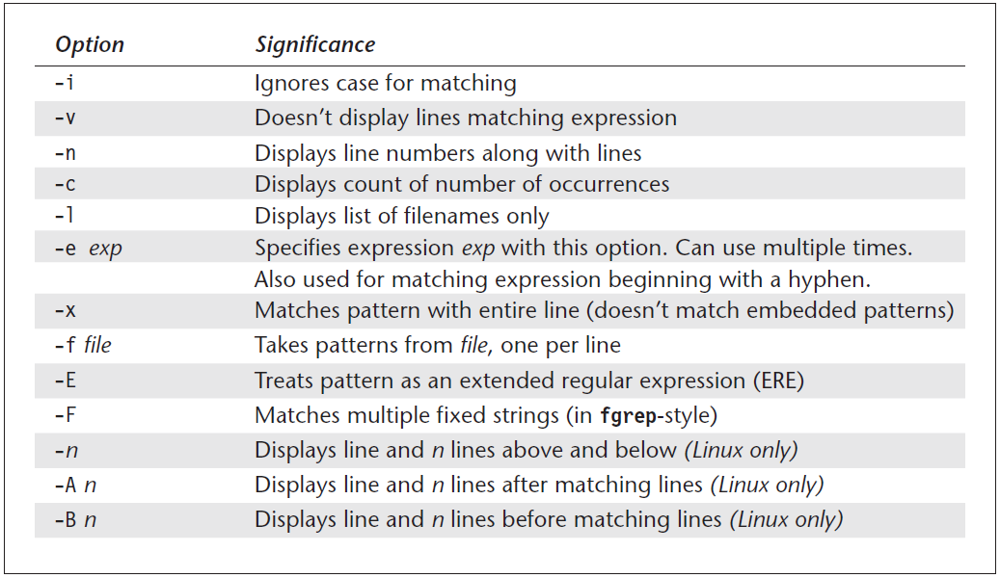 Option Significance
-i Ignores case for matching
-v Doesn’t display lines matching expression
-n Displays line numbers along with lines
-c Displays count of number of occurrences
-l Displays list of filenames only
-e exp Specifies expression exp with this option. Can use multiple times.
Also used for matching expression beginning with a hyphen.
-x Matches pattern with entire line (doesn’t match embedded patterns)
-f file Takes patterns from file, one per line
-E Treats pattern as an extended regular expression (ERE)
-F Matches multiple fixed strings (in fgrep-style)
-n Displays line and n lines above and below (Linux only)
-A n Displays line and n lines after matching lines (Linux only)
-B n Displays line and n lines before matching lines (Linux only)